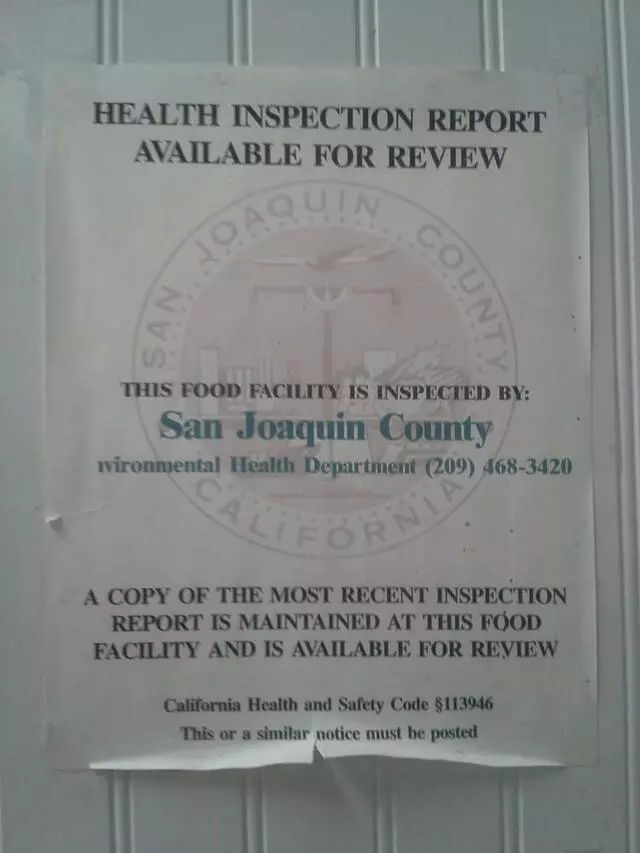 HEALTH INSPECTION REPORT
AVAILABLE FOR REVIEW
SAN JOAQUIN COUNTY
THIS FOOD FACILITY IS INSPECTED BY:
San Joaquin County
nvironmental Health Department (209) 468-3420
CALIFORNIA
A COPY OF THE MOST RECENT INSPECTION
REPORT IS MAINTAINED AT THIS FOOD
FACILITY AND IS AVAILABLE FOR REVIEW
California Health and Safety Code §113946
This or a similar notice must be posted